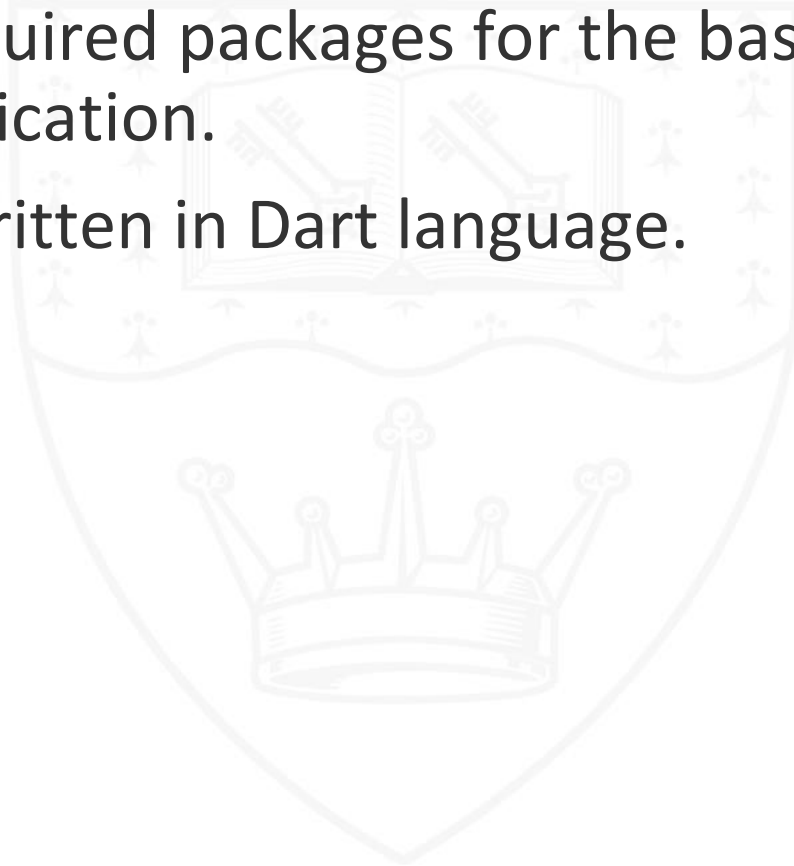 uired packages for the bas
ication.
ritten in Dart language.